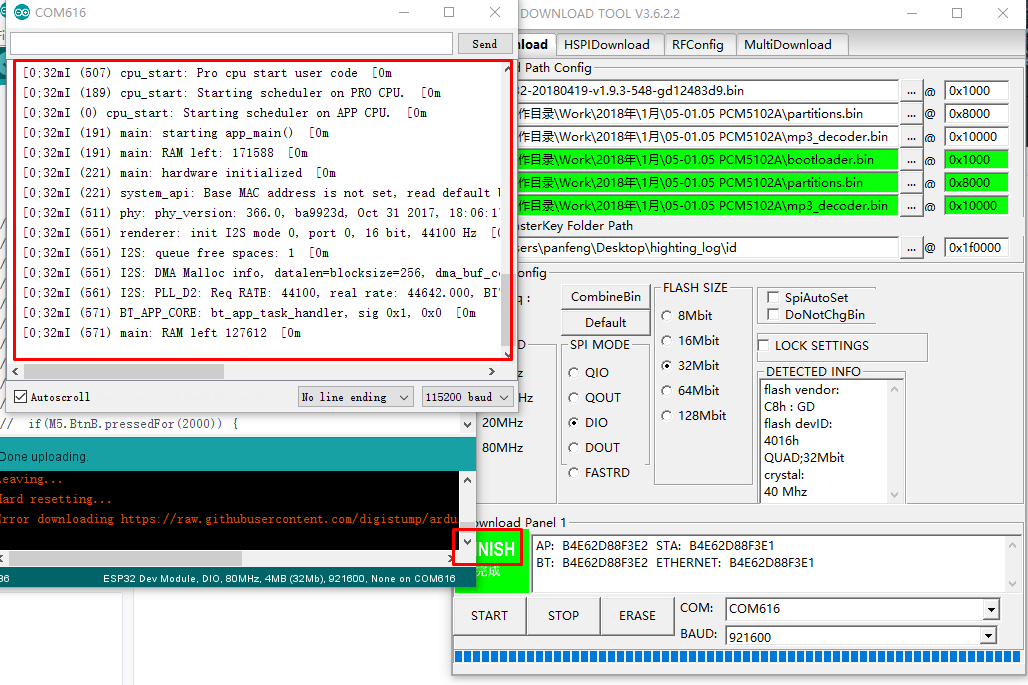 COM616
Send
[0;32mI (507) cpu_start: Pro cpu start user code  [0m
[0;32mI (189) cpu_start: Starting scheduler on PRO CPU.  [0m
[0;32mI (0) cpu_start: Starting scheduler on APP CPU.  [0m
[0;32mI (191) main: starting app_main()  [0m
[0;32mI (191) main: RAM left: 171588  [0m
[0;32mI (221) main: hardware initialized  [0m
[0;32mI (221) system_api: Base MAC address is not set, read default
[0;32mI (511) phy: phy_version: 366.0, ba9923d, Oct 31 2017, 18:06:1
[0;32mI (551) renderer: init I2S mode 0, port 0, 16 bit, 44100 Hz  [0
[0;32mI (551) I2S: queue free spaces: 1  [0m
[0;32mI (551) I2S: DMA Malloc info, datalen=blocksize=256, dma_buf_co
[0;32mI (561) I2S: PLL_D2: Req RATE: 44100, real rate: 44642.000, BI
[0;32mI (571) BT_APP_CORE: bt_app_task_handler, sig 0x1, 0x0  [0m
[0;32mI (571) main: RAM left 127612  [0m
Autoscroll
No line ending
115200 baud
//  if(M5.BtnB.pressedFor(2000)) {
Done uploading.
Leaving...
Hard resetting...
Error downloading https://raw.githubusercontent.com/digistump/ardu
36
ESP32 Dev Module, DIO, 80MHz, 4MB (32Mb), 921600, None on COM616
DOWNLOAD TOOL V3.6.2.2
load
HSPIDownload
RFConfig
MultiDownload
d Path Config
32-20180419-v1.9.3-548-gd12483d9.bin ... @ 0x1000
作目录\Work\2018年\1月\05-01.05 PCM5102A\partitions.bin ... @ 0x8000
作目录\Work\2018年\1月\05-01.05 PCM5102A\mp3_decoder.bin ... @ 0x10000
作目录\Work\2018年\1月\05-01.05 PCM5102A\bootloader.bin ... @ 0x1000
作目录\Work\2018年\1月\05-01.05 PCM5102A\partitions.bin ... @ 0x8000
作目录\Work\2018年\1月\05-01.05 PCM5102A\mp3_decoder.bin ... @ 0x10000
sterKey Folder Path
sers\panfeng\Desktop\highting_log\id ... @ 0x1f0000
onfig
q :
CombineBin
Default
D
z
Hz
20MHz
80MHz
SPI MODE
QIO
QOUT
DIO
DOUT
FASTRD
FLASH SIZE
8Mbit
16Mbit
32Mbit
64Mbit
128Mbit
SpiAutoSet
DoNotChgBin
LOCK SETTINGS
DETECTED INFO
flash vendor:
C8h : GD
flash devID:
4016h
QUAD;32Mbit
crystal:
40 Mhz
ownload Panel 1
NISH
完成
AP:  B4E62D88F3E2  STA:  B4E62D88F3E1
BT:  B4E62D88F3E2  ETHERNET:  B4E62D88F3E1
START
STOP
ERASE
COM:
COM616
BAUD:
921600